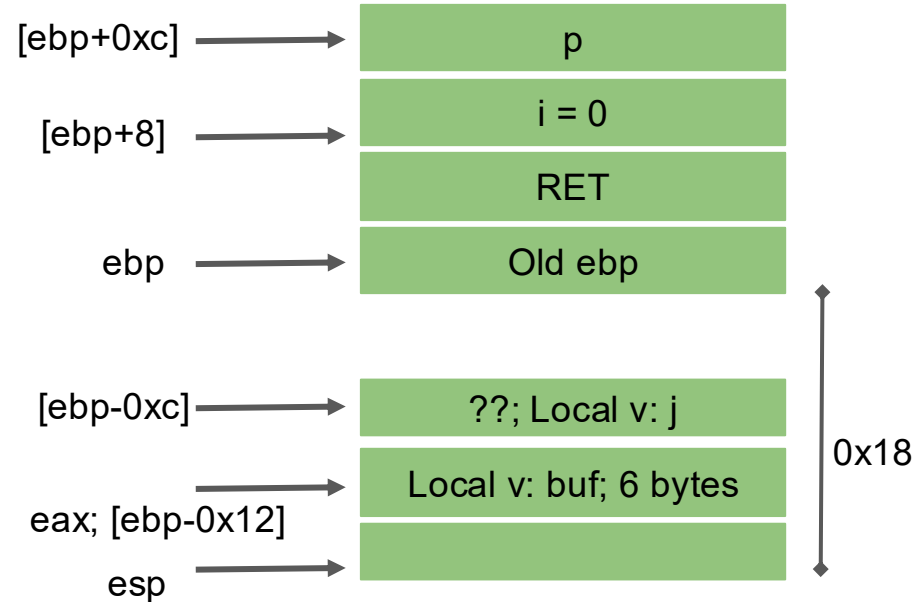 [ebp+0xc]
p
[ebp+8]
i = 0
RET
ebp
Old ebp
[ebp-0xc]
??; Local v: j
0x18
Local v: buf; 6 bytes
eax; [ebp-0x12]
esp